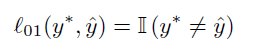 ℓ₀₁(y*, ŷ) = 𝕀 (y* ≠ ŷ)